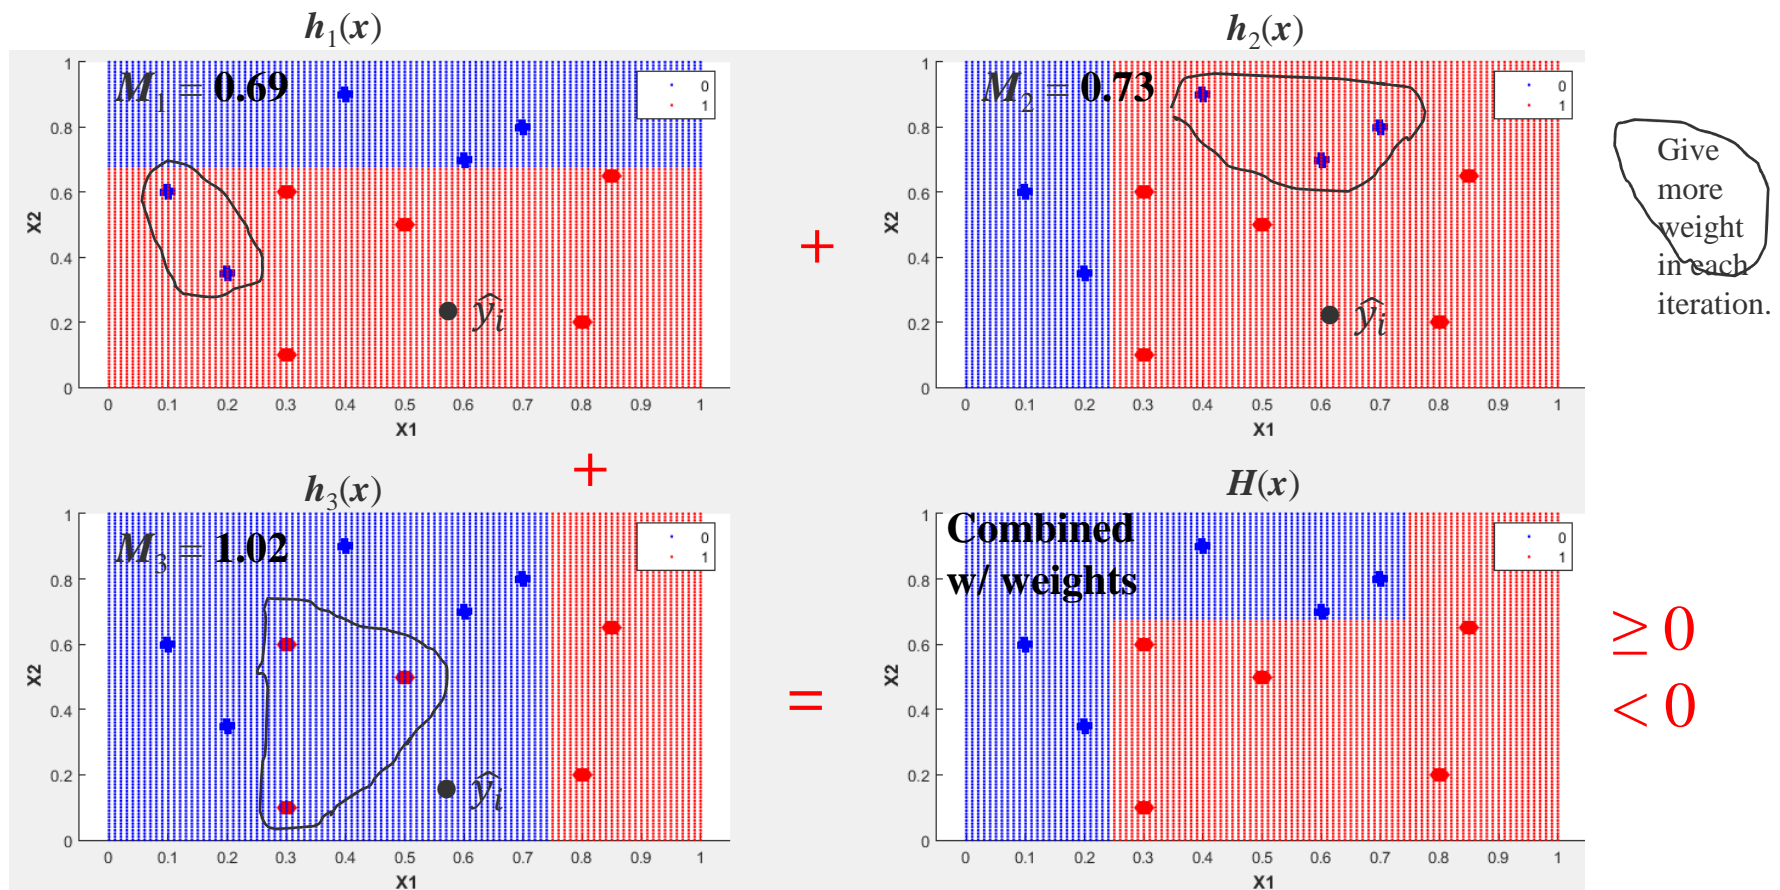 h₁(x)
M₁ = 0.69
0
1
1
0.8
0.6
0.4
0.2
0
X2
ŷᵢ
0 0.1 0.2 0.3 0.4 0.5 0.6 0.7 0.8 0.9 1
X1
+
h₂(x)
M₂ = 0.73
0
1
1
0.8
0.6
0.4
0.2
0
X2
ŷᵢ
0 0.1 0.2 0.3 0.4 0.5 0.6 0.7 0.8 0.9 1
X1
Give
more
weight
in each
iteration.
+
h₃(x)
M₃ = 1.02
0
1
1
0.8
0.6
0.4
0.2
0
X2
ŷᵢ
0 0.1 0.2 0.3 0.4 0.5 0.6 0.7 0.8 0.9 1
X1
=
H(x)
Combined
w/ weights
0
1
1
0.8
0.6
0.4
0.2
0
X2
0 0.1 0.2 0.3 0.4 0.5 0.6 0.7 0.8 0.9 1
X1
≥ 0
< 0